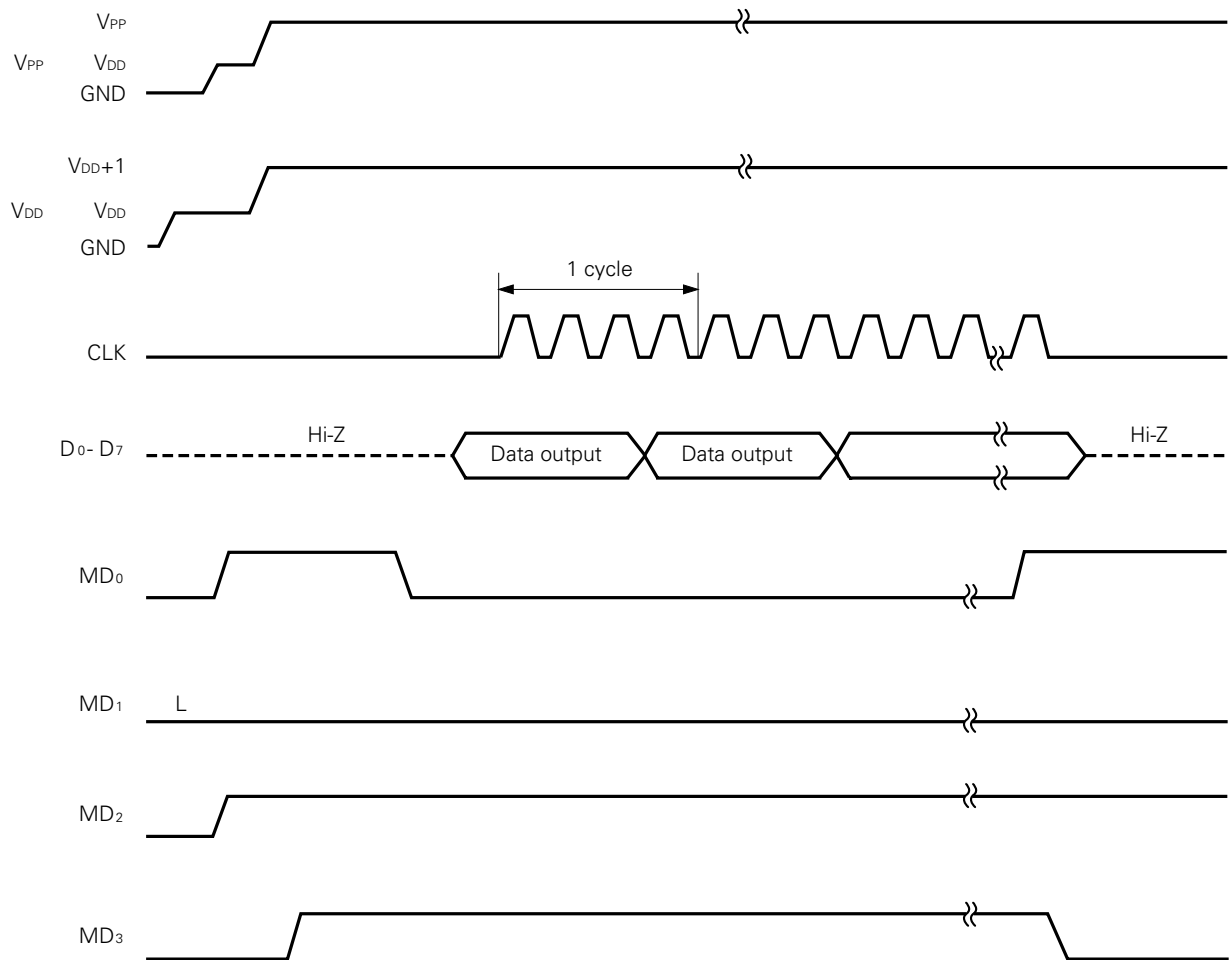 VPP
VPP VDD
GND
VDD+1
VDD VDD
GND
1 cycle
CLK
Hi-Z Hi-Z
D0- D7 Data output Data output
MD0
MD1 L
MD2
MD3